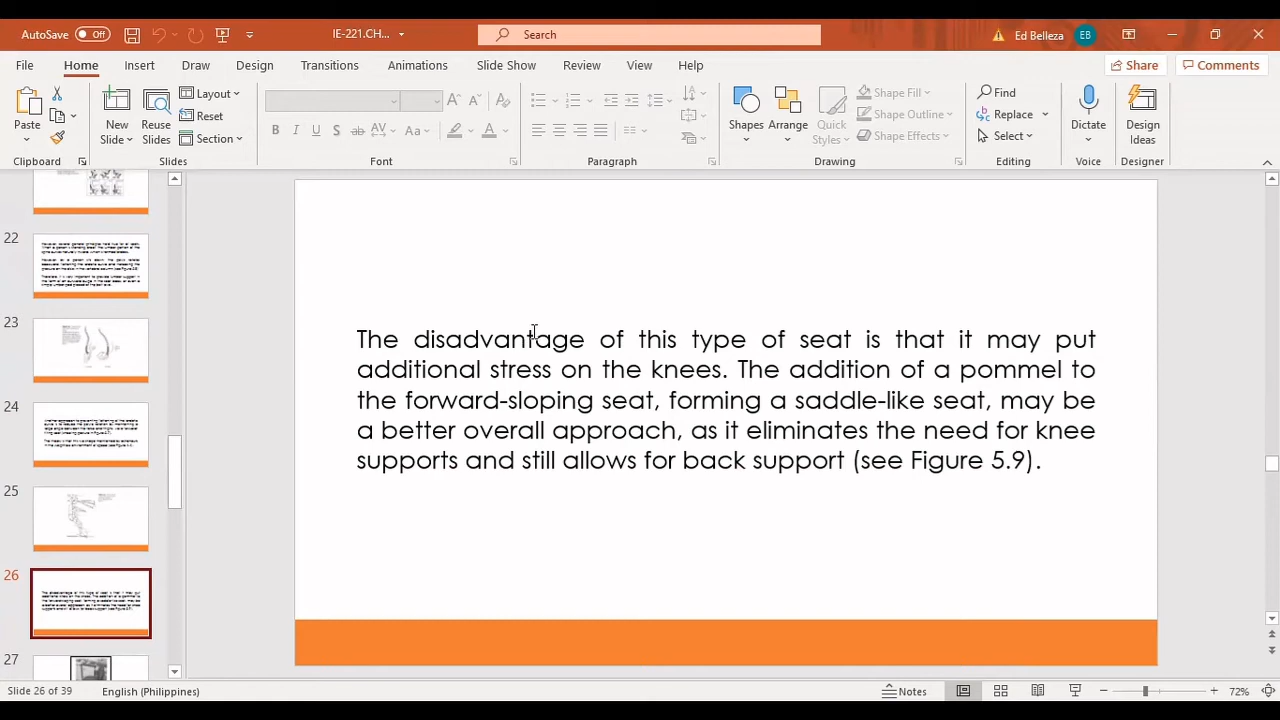 AutoSave Off IE-221.CH... Search Ed Belleza EB
File Home Insert Draw Design Transitions Animations Slide Show Review View Help Share Comments
Paste
New Slides
Reuse Slides
Layout
Reset
Section
Shapes
Arrange
Quick Styles
Shape Fill
Shape Outline
Shape Effects
Find
Replace
Select
Dictate
Design Ideas
Clipboard Slides Font Paragraph Drawing Editing Voice Designer
22
23
24
25
26
27
The disadvantage of this type of seat is that it may put
additional stress on the knees. The addition of a pommel to
the forward-sloping seat, forming a saddle-like seat, may be
a better overall approach, as it eliminates the need for knee
supports and still allows for back support (see Figure 5.9).
Slide 26 of 39 English (Philippines) Notes 72%